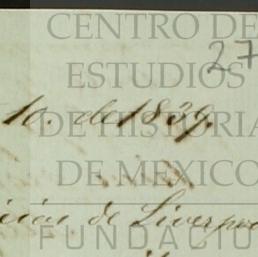 CENTRO DE
27
ESTUDIOS
10. de 1839.
DE HISTORIA
DE MEXICO
de Liverpo
FUNDACIO